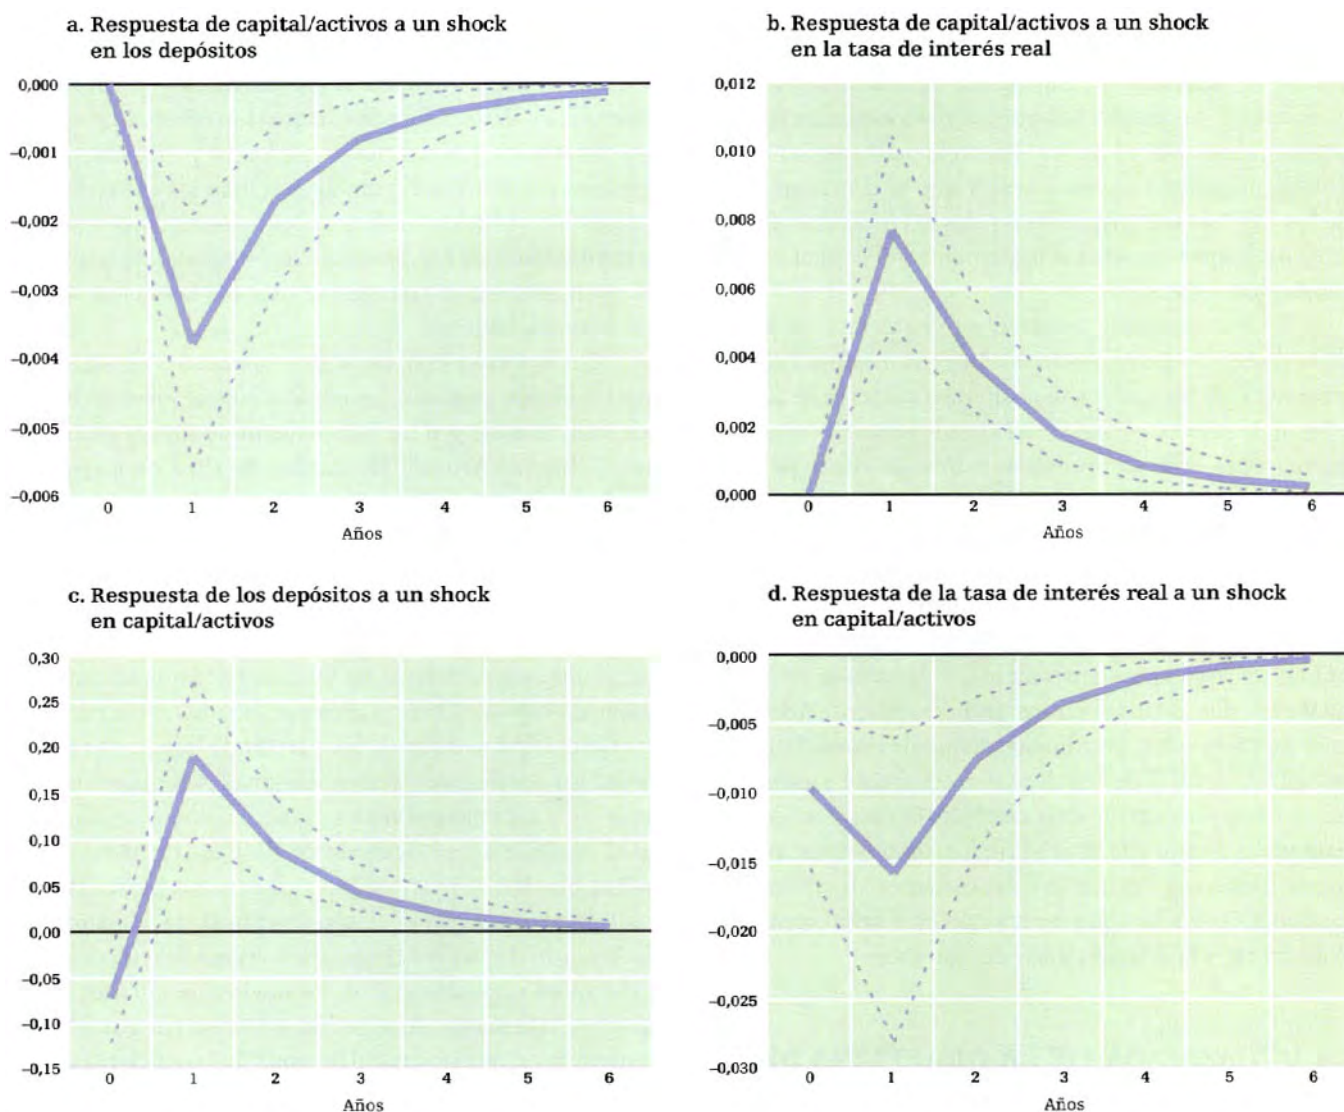 a. Respuesta de capital/activos a un shock
en los depósitos
0,000
–0,001
–0,002
–0,003
–0,004
–0,005
–0,006
0 1 2 3 4 5 6
Años
b. Respuesta de capital/activos a un shock
en la tasa de interés real
0,012
0,010
0,008
0,006
0,004
0,002
0,000
0 1 2 3 4 5 6
Años
c. Respuesta de los depósitos a un shock
en capital/activos
0,30
0,25
0,20
0,15
0,10
0,05
0,00
–0,05
–0,10
–0,15
0 1 2 3 4 5 6
Años
d. Respuesta de la tasa de interés real a un shock
en capital/activos
0,000
–0,005
–0,010
–0,015
–0,020
–0,025
–0,030
0 1 2 3 4 5 6
Años